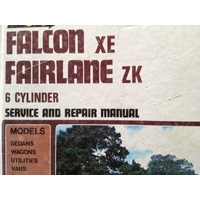 FALCON XE
FAIRLANE ZK
6 CYLINDER
SERVICE AND REPAIR MANUAL
MODELS
SEDANS
WAGONS
UTILITIES
VANS